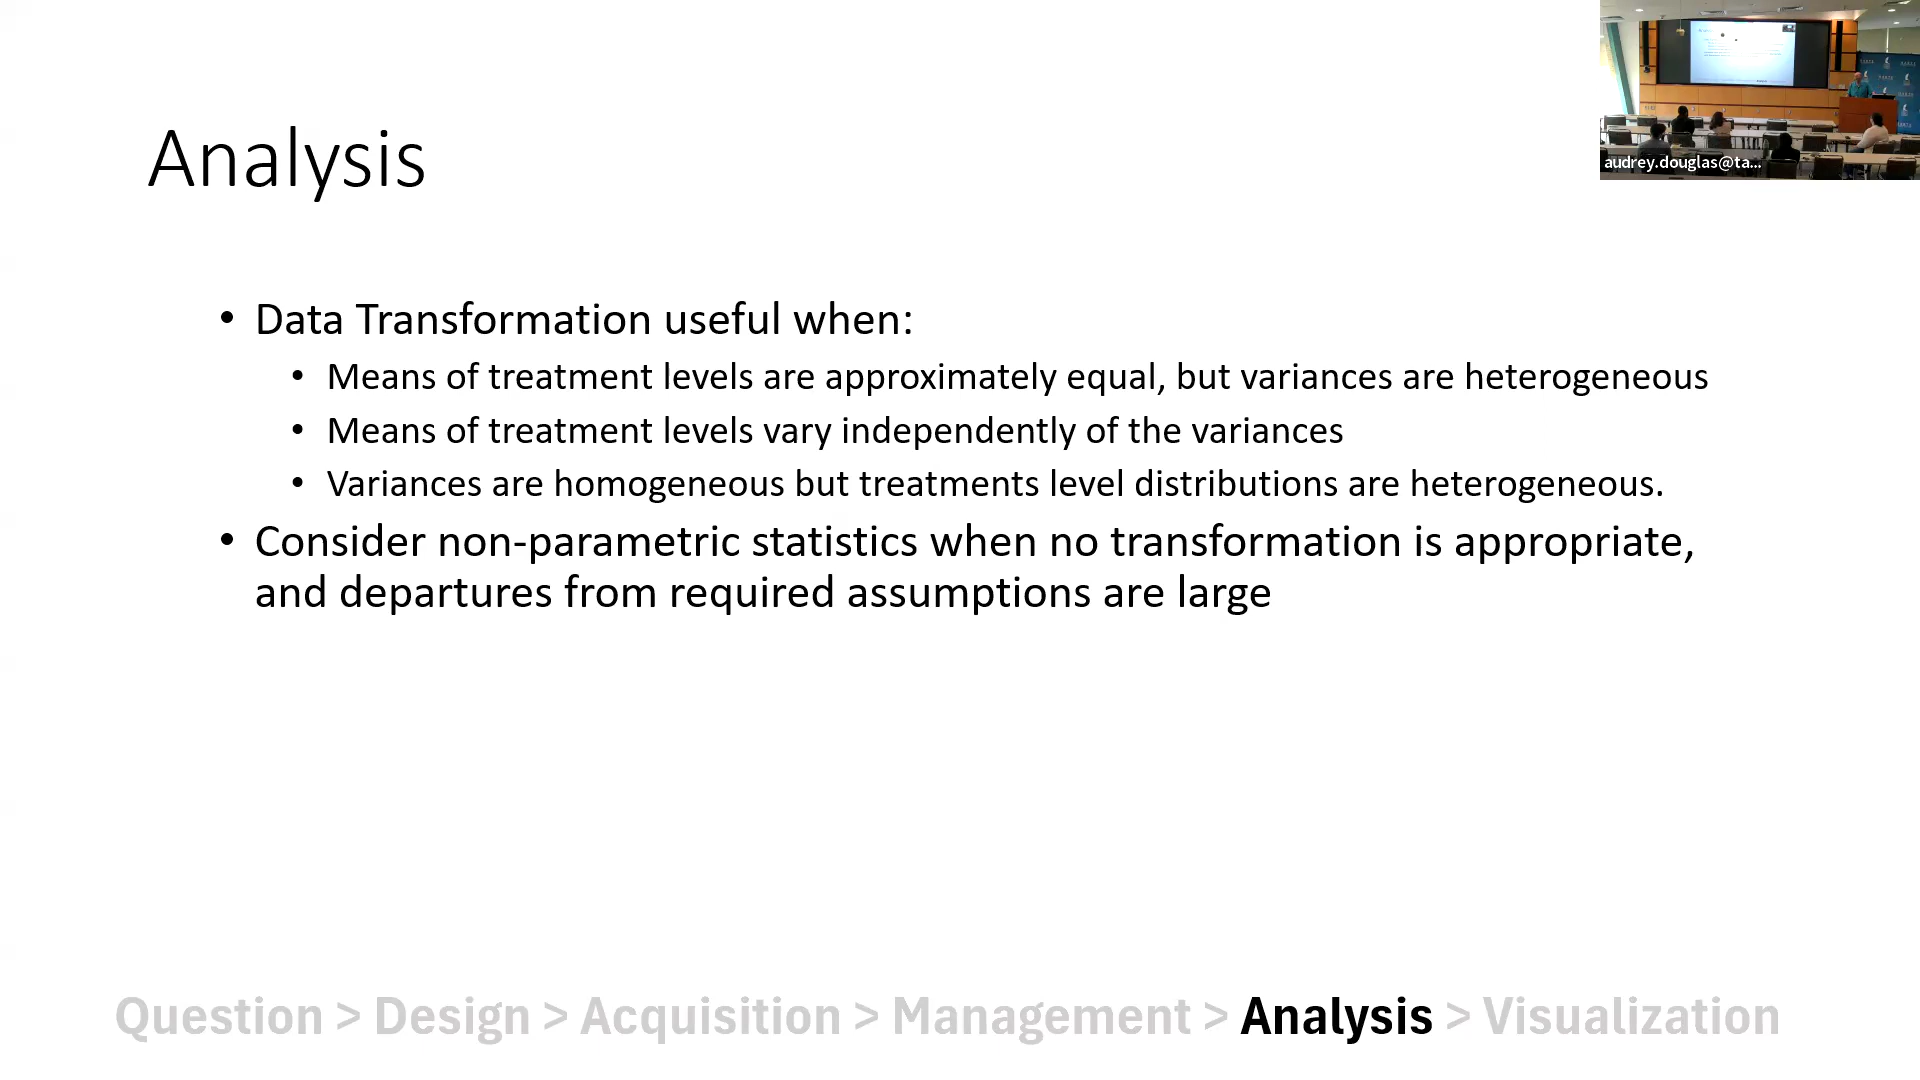 Analysis
audrey.douglas@ta...
• Data Transformation useful when:
• Means of treatment levels are approximately equal, but variances are heterogeneous
• Means of treatment levels vary independently of the variances
• Variances are homogeneous but treatments level distributions are heterogeneous.
• Consider non-parametric statistics when no transformation is appropriate,
and departures from required assumptions are large
Question > Design > Acquisition > Management > Analysis > Visualization